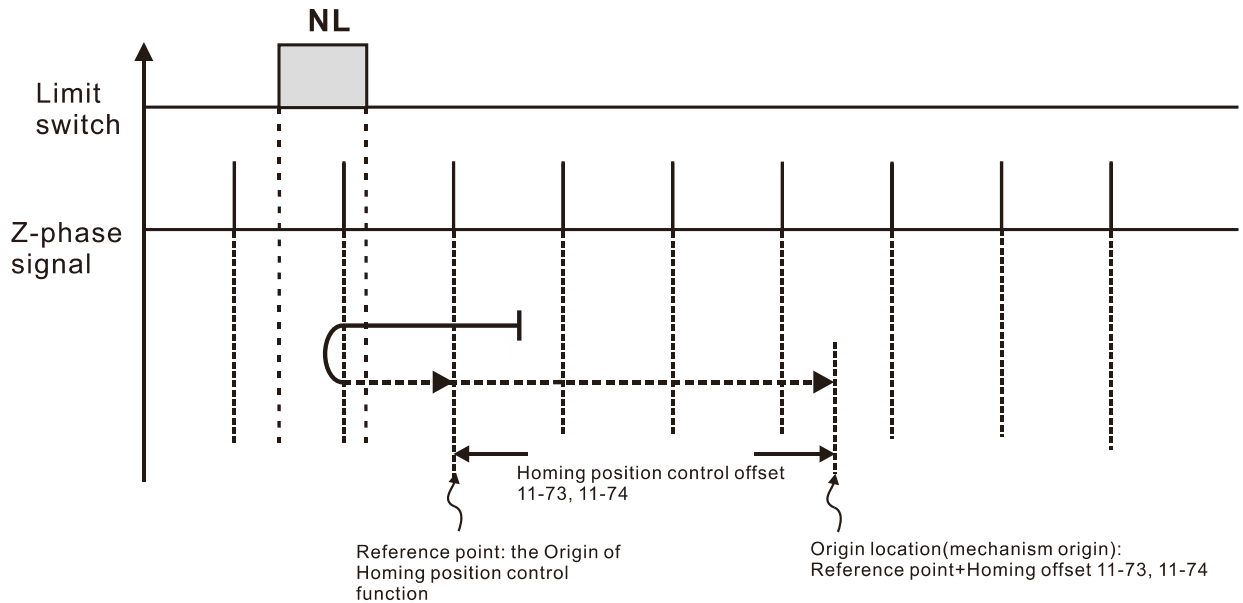 NL
Limit
switch
Z-phase
signal
Homing position control offset
11-73, 11-74
Reference point: the Origin of
Homing position control
function
Origin location(mechanism origin):
Reference point+Homing offset 11-73, 11-74